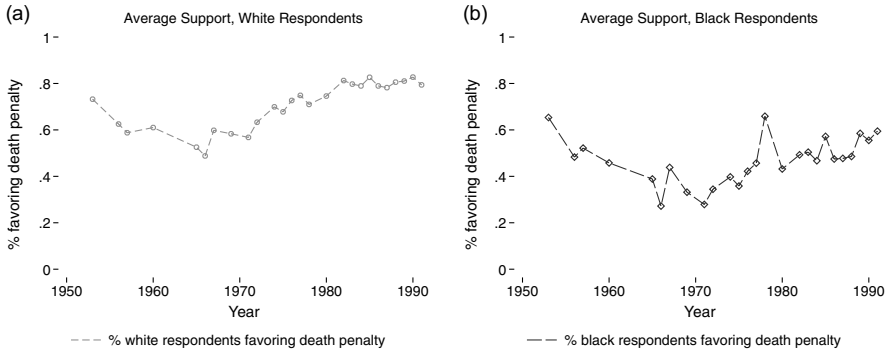 (a)
Average Support, White Respondents
1
.8
.6
.4
.2
0
% favoring death penalty
1950 1960 1970 1980 1990
Year
% white respondents favoring death penalty
(b)
Average Support, Black Respondents
1
.8
.6
.4
.2
0
% favoring death penalty
1950 1960 1970 1980 1990
Year
% black respondents favoring death penalty